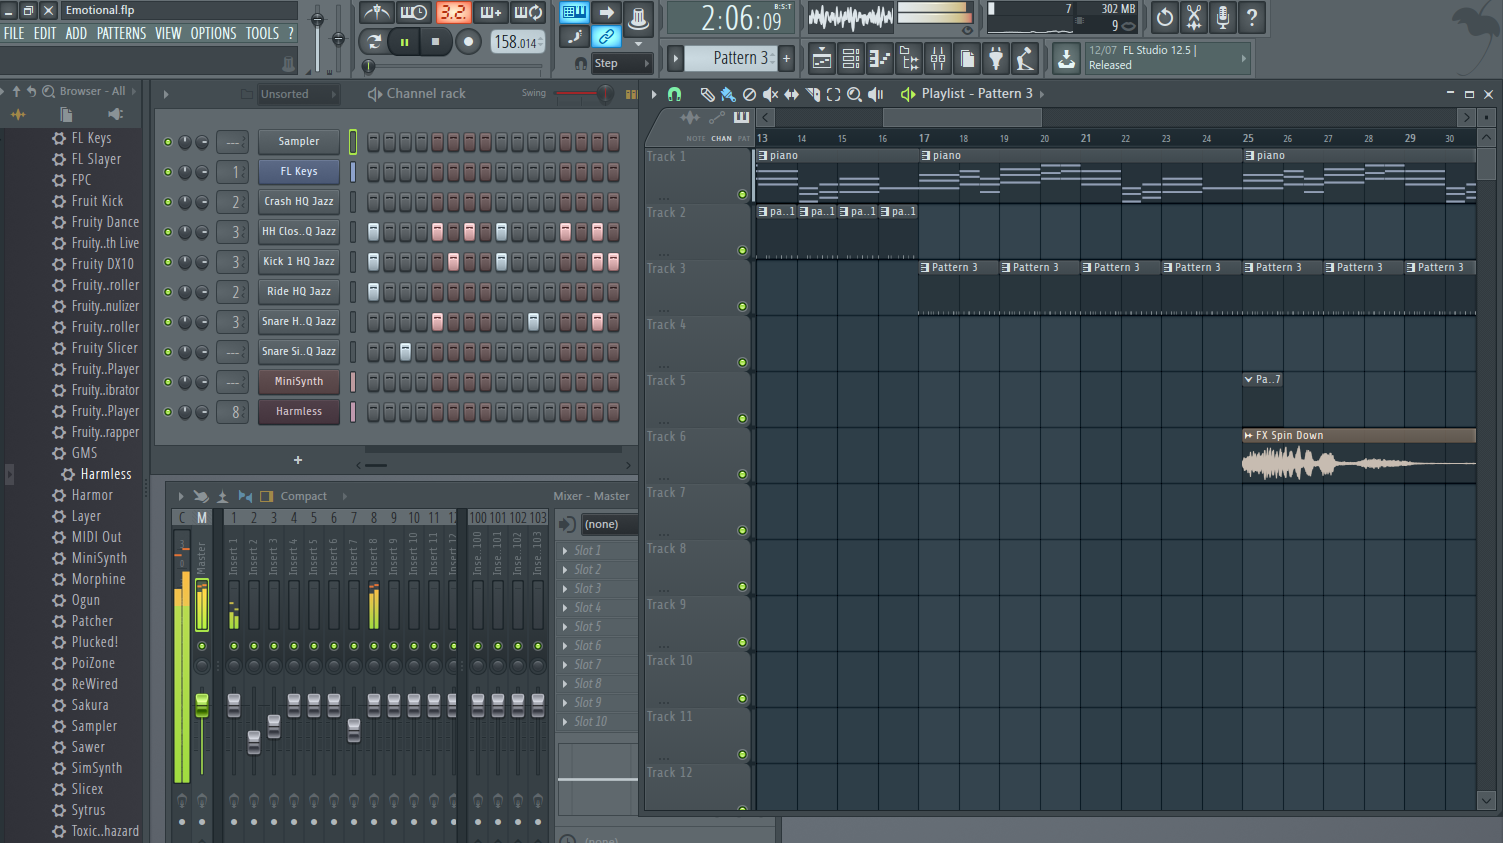 Emotional.flp
FILE EDIT ADD PATTERNS VIEW OPTIONS TOOLS ?
3.2.
158.014
2:06:09
B:S:T
7
302 MB
9
Step
Pattern 3
+
12/07 FL Studio 12.5 |
Released
?
Browser - All
FL Keys
FL Slayer
FPC
Fruit Kick
Fruity Dance
Fruity..th Live
Fruity DX10
Fruity..roller
Fruity..nulizer
Fruity..roller
Fruity Slicer
Fruity..Player
Fruity..ibrator
Fruity..Player
Fruity..rapper
GMS
Harmless
Harmor
Layer
MIDI Out
MiniSynth
Morphine
Ogun
Patcher
Plucked!
PoiZone
ReWired
Sakura
Sampler
Sawer
SimSynth
Slicex
Sytrus
Toxic..hazard
Unsorted
Channel rack
Swing
--- Sampler
1 FL Keys
2 Crash HQ Jazz
3 HH Clos..Q Jazz
3 Kick 1 HQ Jazz
2 Ride HQ Jazz
3 Snare H..Q Jazz
--- Snare Si..Q Jazz
--- MiniSynth
8 Harmless
+
Compact
Mixer - Master
C M 1 2 3 4 5 6 7 8 9 10 11 12 100 101 102 103
3
0
Master
Insert 1
Insert 2
Insert 3
Insert 4
Insert 5
Insert 6
Insert 7
Insert 8
Insert 9
Insert 10
Insert 11
Insert 12
Inse..100
Inse..101
Inse..102
Inse..103
(none)
Slot 1
Slot 2
Slot 3
Slot 4
Slot 5
Slot 6
Slot 7
Slot 8
Slot 9
Slot 10
(none)
Playlist - Pattern 3
NOTE CHAN PAT
13 14 15 16 17 18 19 20 21 22 23 24 25 26 27 28 29 30
Track 1
piano piano piano
Track 2
pa..1 pa..1 pa..1 pa..1
Track 3
Pattern 3 Pattern 3 Pattern 3 Pattern 3 Pattern 3 Pattern 3 Pattern 3
Track 4
Track 5
Pa..7
Track 6
FX Spin Down
Track 7
Track 8
Track 9
Track 10
Track 11
Track 12